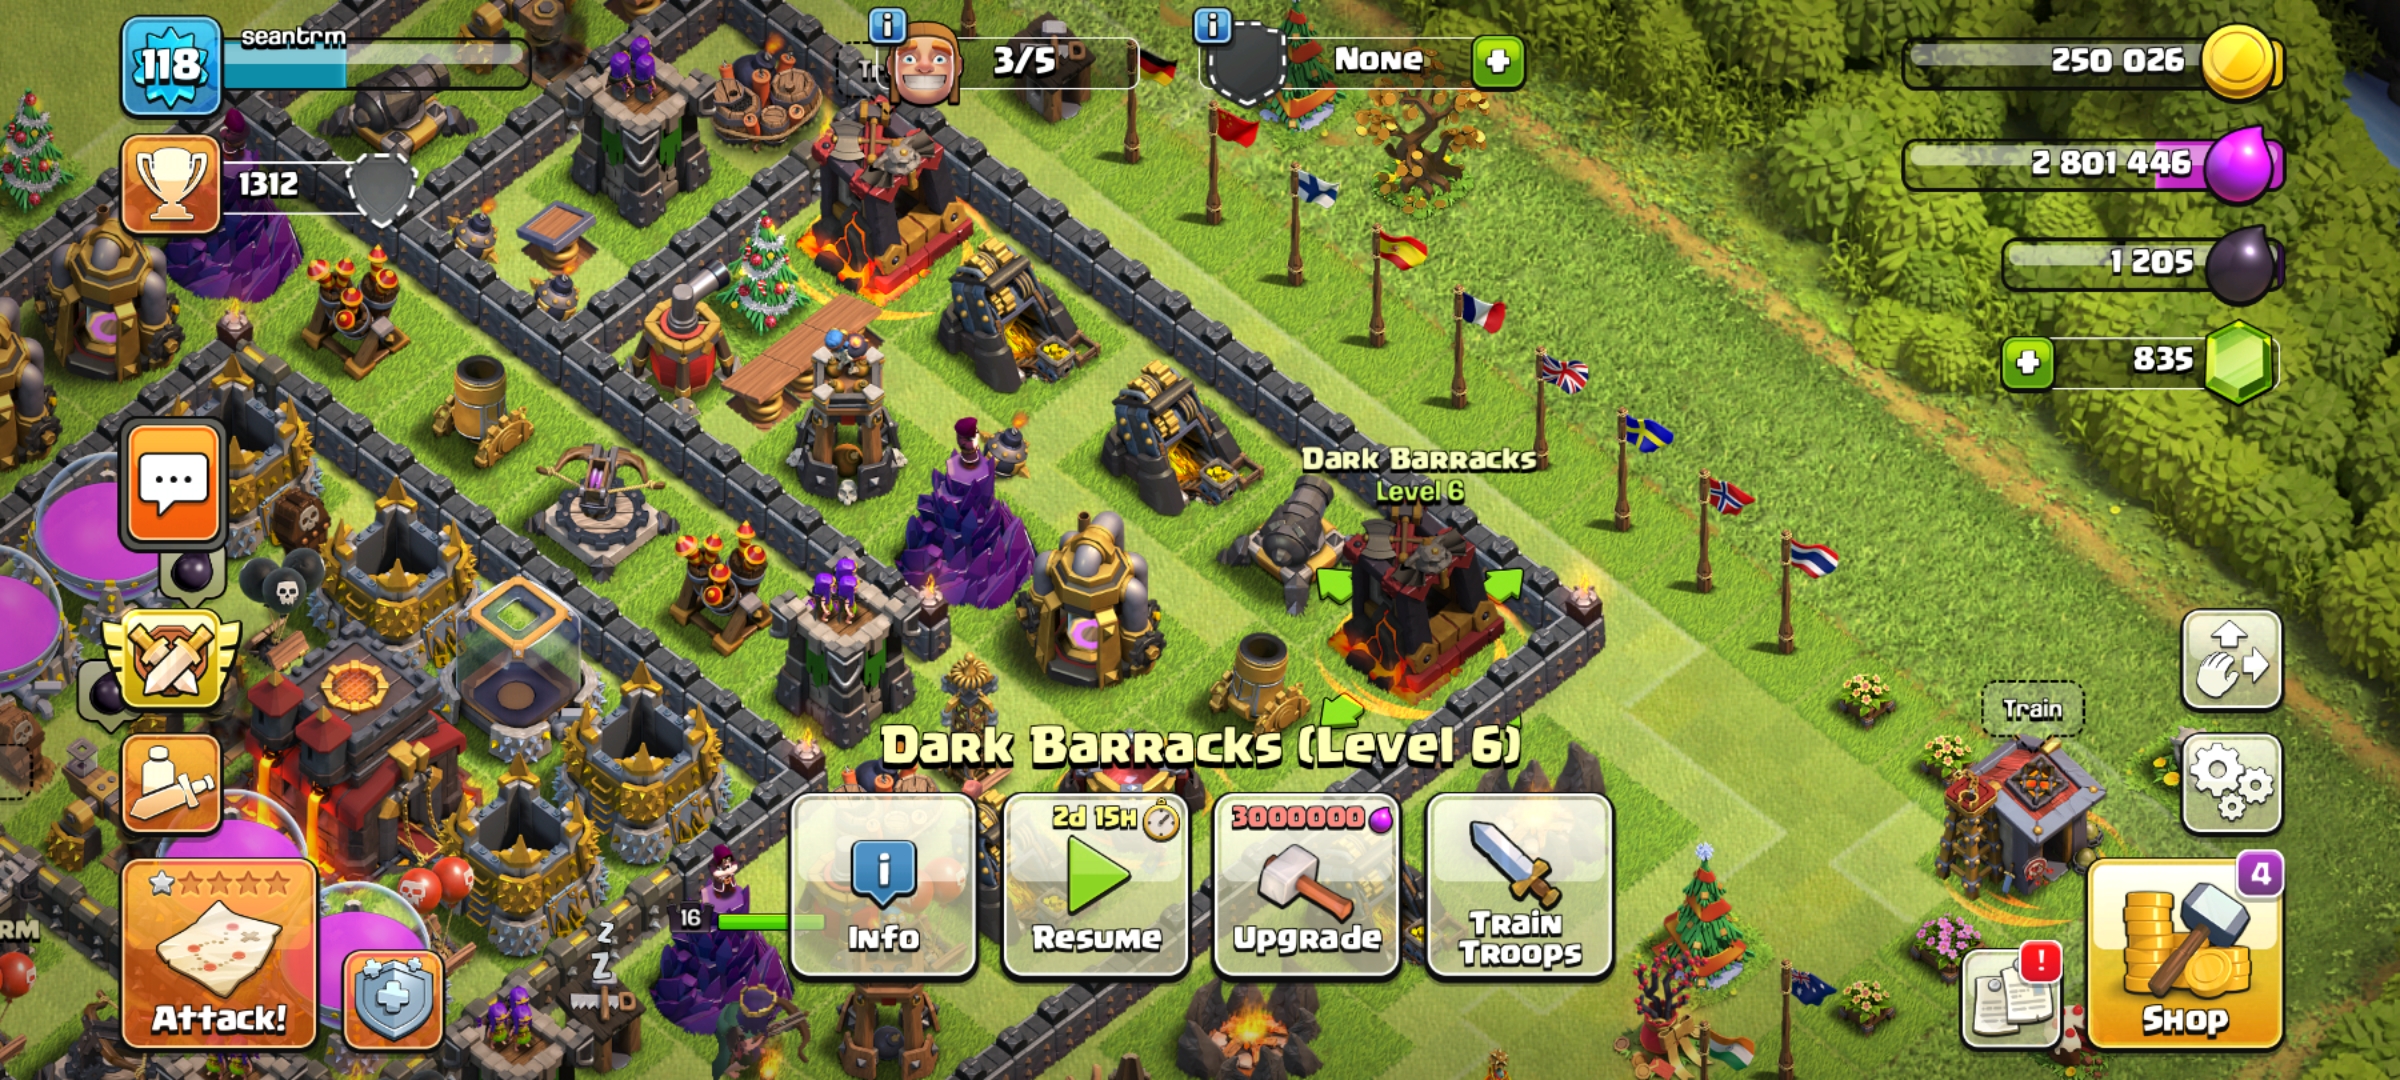 118
seantrm
3/5
None
250 026
1312
2 801 446
1 205
835
Dark Barracks
Level 6
Train
Dark Barracks (Level 6)
Info
2d 15H
Resume
3000000
Upgrade
Train
Troops
16
Z
Z
Attack!
4
!
Shop